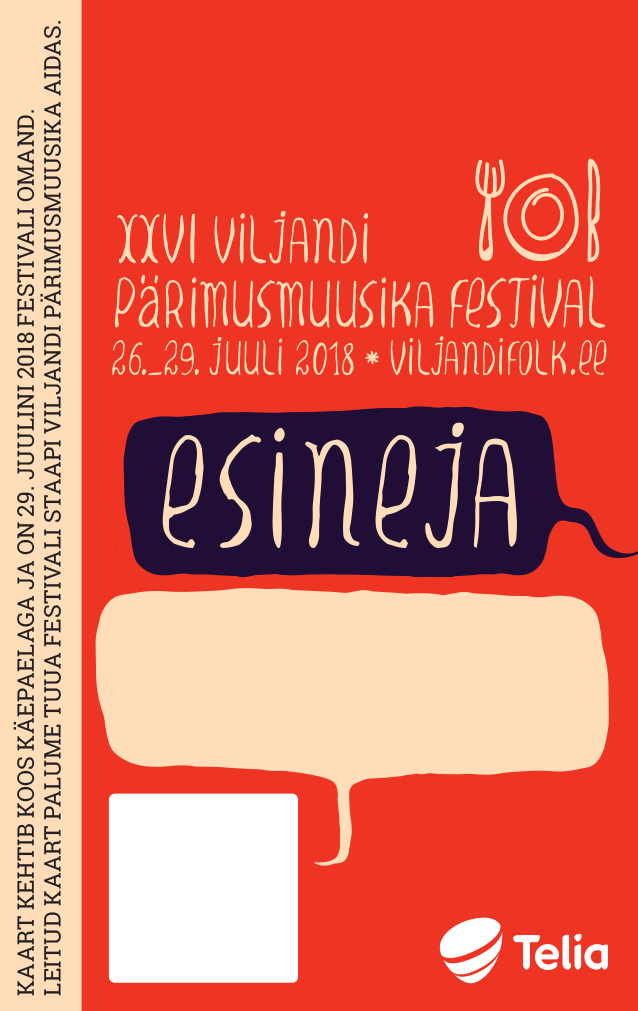 KAART KEHTIB KOOS KÄEPAELAGA JA ON 29. JUULINI 2018 FESTIVALI OMAND.
LEITUD KAART PALUME TUUA FESTIVALI STAAPI VILJANDI PÄRIMUSMUUSIKA AIDAS.
XXVI VILJANDI
PÄRIMUSMUUSIKA FESTIVAL
26._29. JUULI 2018 * VILJANDIFOLK.EE
esineja
Telia